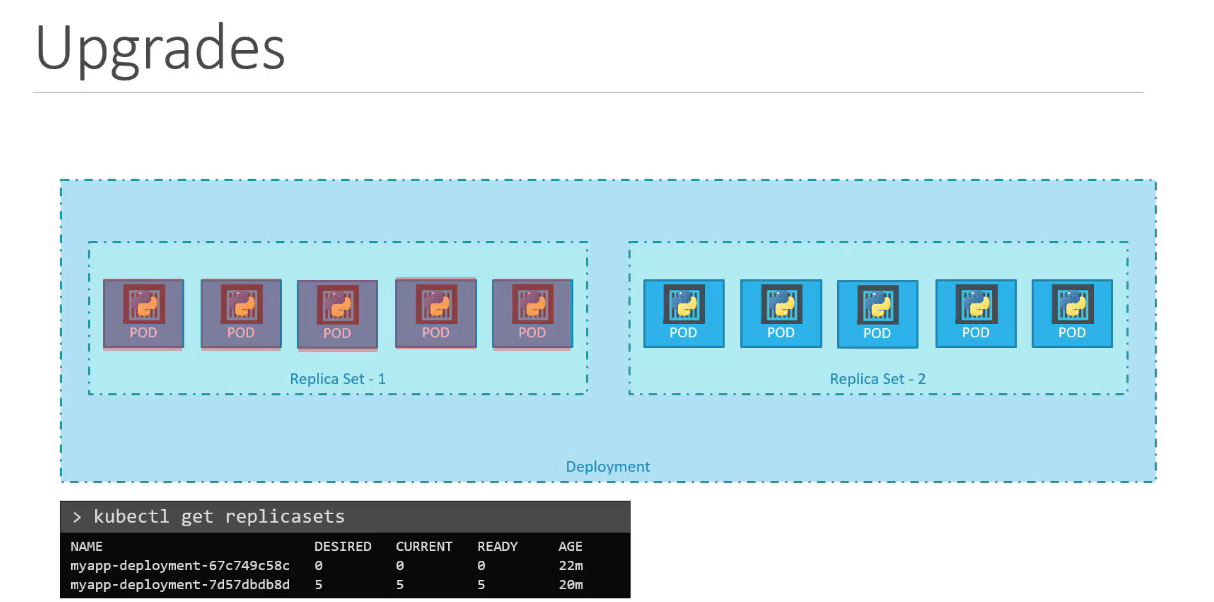 Upgrades
POD POD POD POD POD
Replica Set - 1
POD POD POD POD POD
Replica Set - 2
Deployment
> kubectl get replicasets
NAME DESIRED CURRENT READY AGE
myapp-deployment-67c749c58c 0 0 0 22m
myapp-deployment-7d57dbdb8d 5 5 5 20m